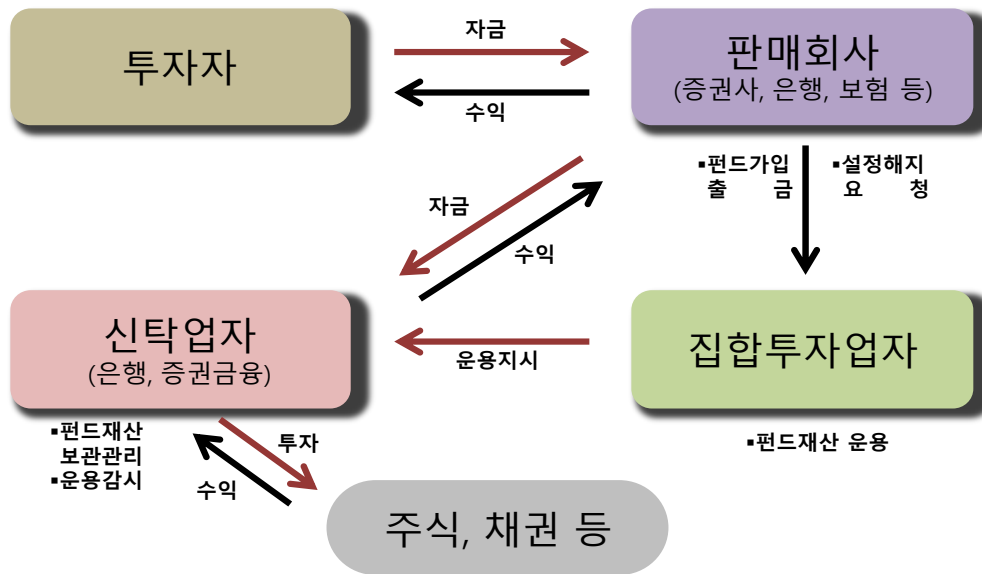 투자자
자금
수익
판매회사
(증권사, 은행, 보험 등)
▪펀드가입
출 금
▪설정해지
요 청
자금
수익
신탁업자
(은행, 증권금융)
운용지시
집합투자업자
▪펀드재산
보관관리
▪운용감시
투자
수익
▪펀드재산 운용
주식, 채권 등